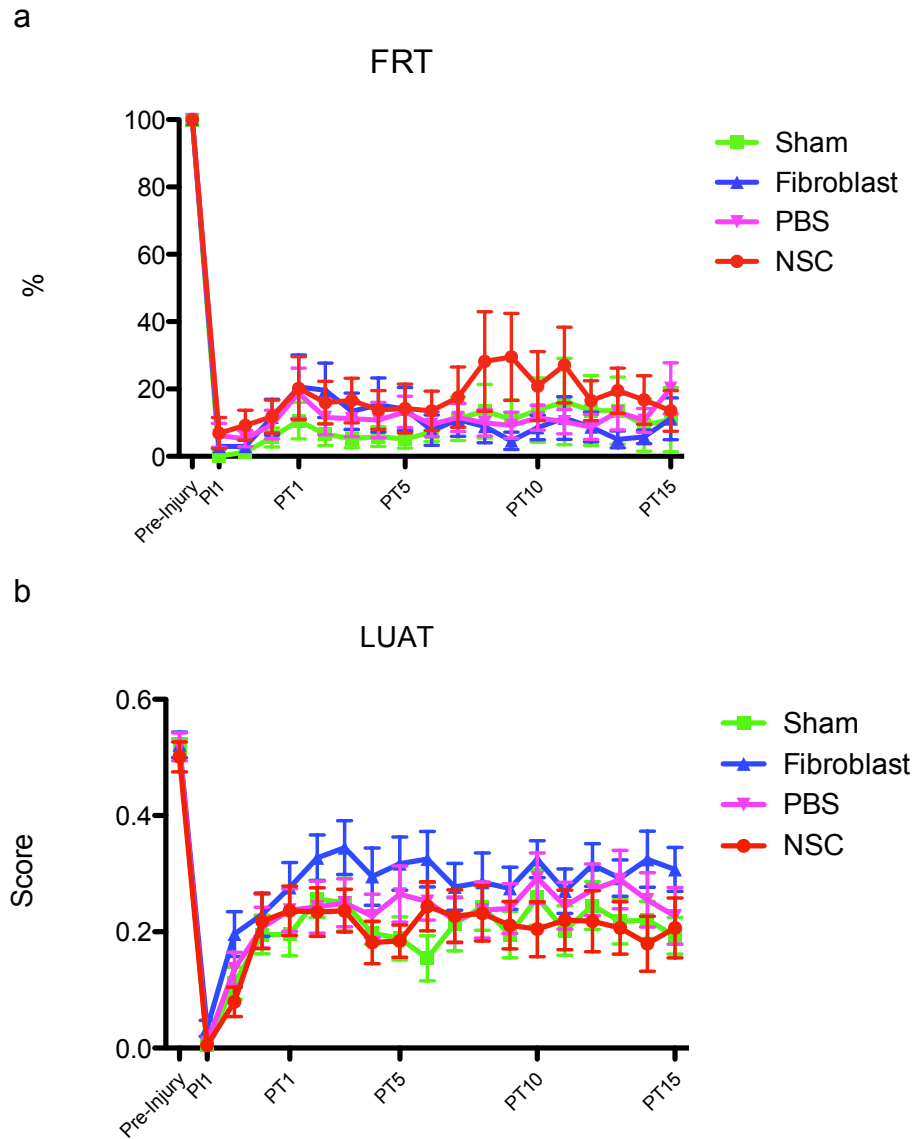 a
FRT
%
100
80
60
40
20
0
Pre-Injury
PI1
PT1
PT5
PT10
PT15
Sham
Fibroblast
PBS
NSC
b
LUAT
Score
0.6
0.4
0.2
0.0
Pre-Injury
PI1
PT1
PT5
PT10
PT15
Sham
Fibroblast
PBS
NSC